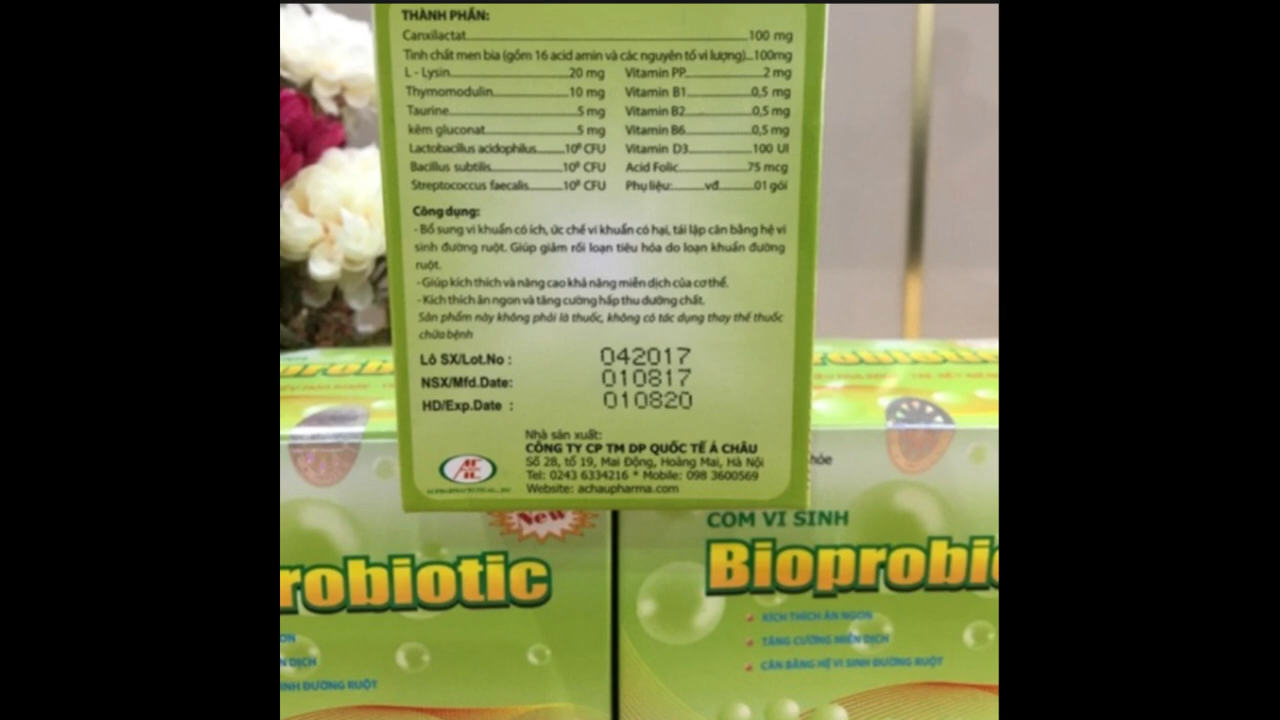 THÀNH PHẦN:
Canxilactat 100 mg
Tinh chất men bia (gồm 16 acid amin và các nguyên tố vi lượng) 100mg
L - Lysin 20 mg Vitamin PP 2 mg
Thymomodulin 10 mg Vitamin B1 0,5 mg
Taurine 5 mg Vitamin B2 0,5 mg
kẽm gluconat 5 mg Vitamin B6 0,5 mg
Lactobacillus acidophilus 10⁸ CFU Vitamin D3 100 UI
Bacillus subtilis 10⁸ CFU Acid Folic 75 mcg
Streptococcus faecalis 10⁸ CFU Phụ liệu: vđ 01 gói
Công dụng:
- Bổ sung vi khuẩn có ích, ức chế vi khuẩn có hại, tái lập cân bằng hệ vi
sinh đường ruột. Giúp giảm rối loạn tiêu hóa do loạn khuẩn đường
ruột.
- Giúp kích thích và nâng cao khả năng miễn dịch của cơ thể.
- Kích thích ăn ngon và tăng cường hấp thu dưỡng chất.
Sản phẩm này không phải là thuốc, không có tác dụng thay thế thuốc
chữa bệnh
Lô SX/Lot.No : 042017
NSX/Mfd.Date: 010817
HD/Exp.Date : 010820
Nhà sản xuất:
CÔNG TY CP TM DP QUỐC TẾ Á CHÂU
Số 28, tổ 19, Mai Động, Hoàng Mai, Hà Nội
Tel: 0243 6334216 * Mobile: 098 3600569
Website: achaupharma.com
robiotic
New
robiotic
ON
N DỊCH
INH ĐƯỜNG RUỘT
CỐM VI SINH
Bioprobio
KÍCH THÍCH ĂN NGON
TĂNG CƯỜNG MIỄN DỊCH
CÂN BẰNG HỆ VI SINH ĐƯỜNG RUỘT